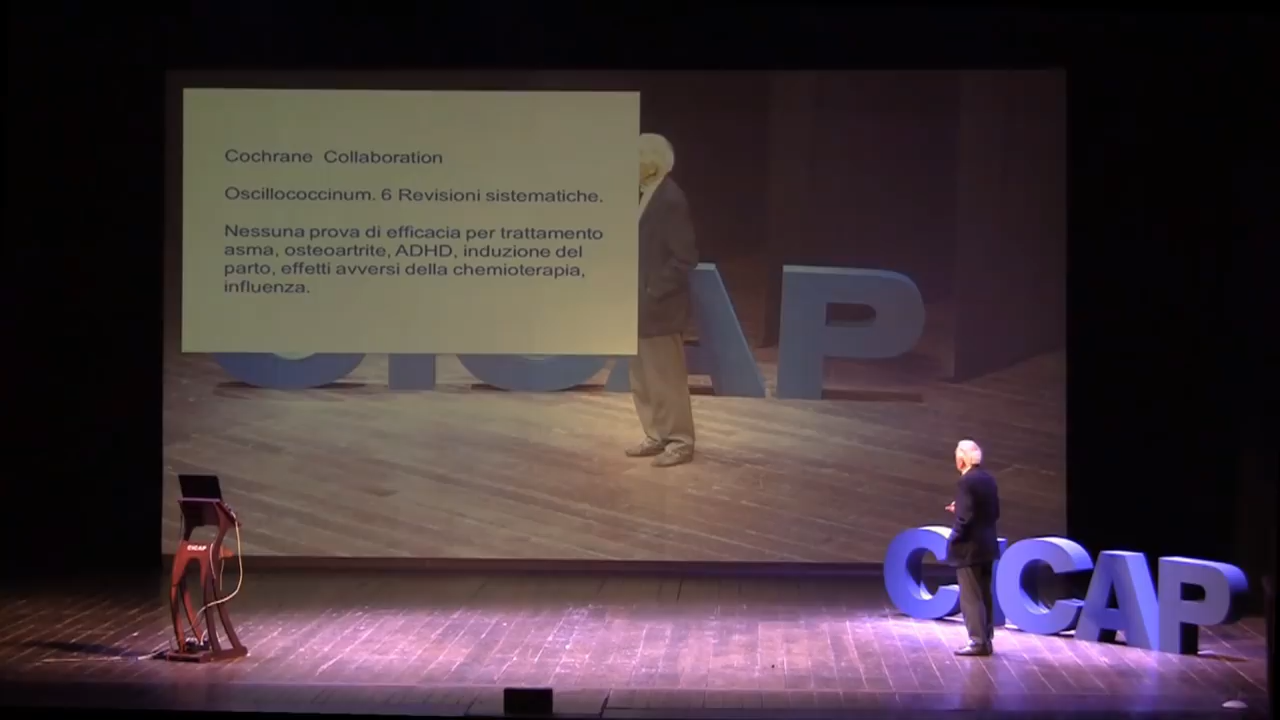 Cochrane Collaboration
Oscillococcinum. 6 Revisioni sistematiche.
Nessuna prova di efficacia per trattamento
asma, osteoartrite, ADHD, induzione del
parto, effetti avversi della chemioterapia,
influenza.
CICAP
CICAP
CICAP